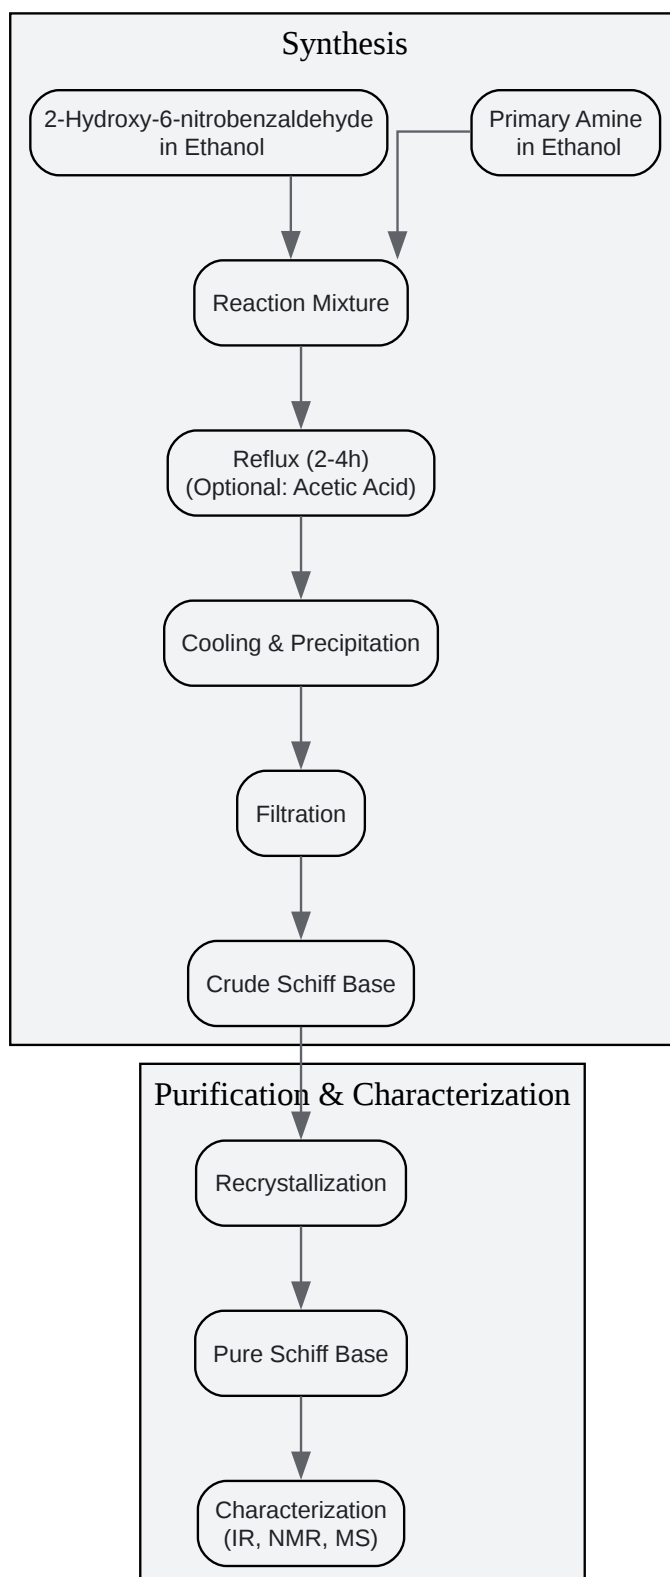 Synthesis
2-Hydroxy-6-nitrobenzaldehyde
in Ethanol
Primary Amine
in Ethanol
Reaction Mixture
Reflux (2-4h)
(Optional: Acetic Acid)
Cooling & Precipitation
Filtration
Crude Schiff Base
Purification & Characterization
Recrystallization
Pure Schiff Base
Characterization
(IR, NMR, MS)